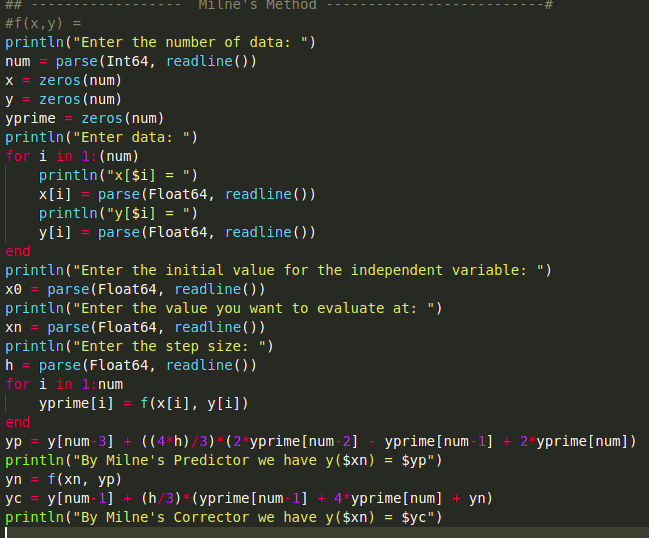 ## ------------------  Milne's Method --------------------------#
#f(x,y) =
println("Enter the number of data: ")
num = parse(Int64, readline())
x = zeros(num)
y = zeros(num)
yprime = zeros(num)
println("Enter data: ")
for i in 1:(num)
    println("x[$i] = ")
    x[i] = parse(Float64, readline())
    println("y[$i] = ")
    y[i] = parse(Float64, readline())
end
println("Enter the initial value for the independent variable: ")
x0 = parse(Float64, readline())
println("Enter the value you want to evaluate at: ")
xn = parse(Float64, readline())
println("Enter the step size: ")
h = parse(Float64, readline())
for i in 1:num
    yprime[i] = f(x[i], y[i])
end
yp = y[num-3] + ((4*h)/3)*(2*yprime[num-2] - yprime[num-1] + 2*yprime[num])
println("By Milne's Predictor we have y($xn) = $yp")
yn = f(xn, yp)
yc = y[num-1] + (h/3)*(yprime[num-1] + 4*yprime[num] + yn)
println("By Milne's Corrector we have y($xn) = $yc")